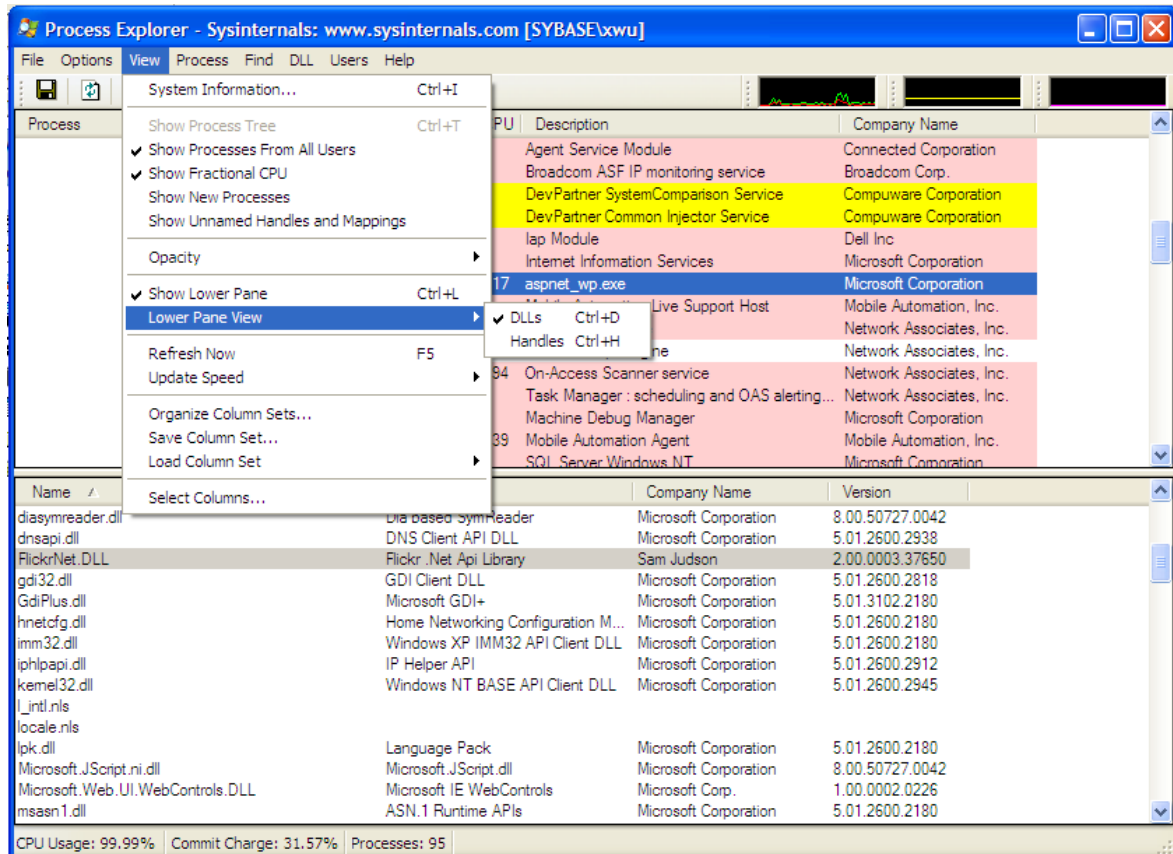 Process Explorer - Sysinternals: www.sysinternals.com [SYBASE\xwu]
File Options View Process Find DLL Users Help
System Information... Ctrl+I
Show Process Tree Ctrl+T
Show Processes From All Users
Show Fractional CPU
Show New Processes
Show Unnamed Handles and Mappings
Opacity
Show Lower Pane Ctrl+L
Lower Pane View
Refresh Now F5
Update Speed
Organize Column Sets...
Save Column Set...
Load Column Set
Select Columns...
DLLs Ctrl+D
Handles Ctrl+H
Process PU Description Company Name
Agent Service Module Connected Corporation
Broadcom ASF IP monitoring service Broadcom Corp.
DevPartner SystemComparison Service Compuware Corporation
DevPartner Common Injector Service Compuware Corporation
Iap Module Dell Inc
Internet Information Services Microsoft Corporation
17 aspnet_wp.exe Microsoft Corporation
Live Support Host Mobile Automation, Inc.
Network Associates, Inc.
ne Network Associates, Inc.
94 On-Access Scanner service Network Associates, Inc.
Task Manager : scheduling and OAS alerting... Network Associates, Inc.
Machine Debug Manager Microsoft Corporation
39 Mobile Automation Agent Mobile Automation, Inc.
SQL Server Windows NT Microsoft Corporation
Name Company Name Version
diasymreader.dll Dia based SymReader Microsoft Corporation 8.00.50727.0042
dnsapi.dll DNS Client API DLL Microsoft Corporation 5.01.2600.2938
FlickrNet.DLL Flickr .Net Api Library Sam Judson 2.00.0003.37650
gdi32.dll GDI Client DLL Microsoft Corporation 5.01.2600.2818
GdiPlus.dll Microsoft GDI+ Microsoft Corporation 5.01.3102.2180
hnetcfg.dll Home Networking Configuration M... Microsoft Corporation 5.01.2600.2180
imm32.dll Windows XP IMM32 API Client DLL Microsoft Corporation 5.01.2600.2180
iphlpapi.dll IP Helper API Microsoft Corporation 5.01.2600.2912
kernel32.dll Windows NT BASE API Client DLL Microsoft Corporation 5.01.2600.2945
l_intl.nls
locale.nls
lpk.dll Language Pack Microsoft Corporation 5.01.2600.2180
Microsoft.JScript.ni.dll Microsoft.JScript.dll Microsoft Corporation 8.00.50727.0042
Microsoft.Web.UI.WebControls.DLL Microsoft IE WebControls Microsoft Corp. 1.00.0002.0226
msasn1.dll ASN.1 Runtime APIs Microsoft Corporation 5.01.2600.2180
CPU Usage: 99.99% Commit Charge: 31.57% Processes: 95